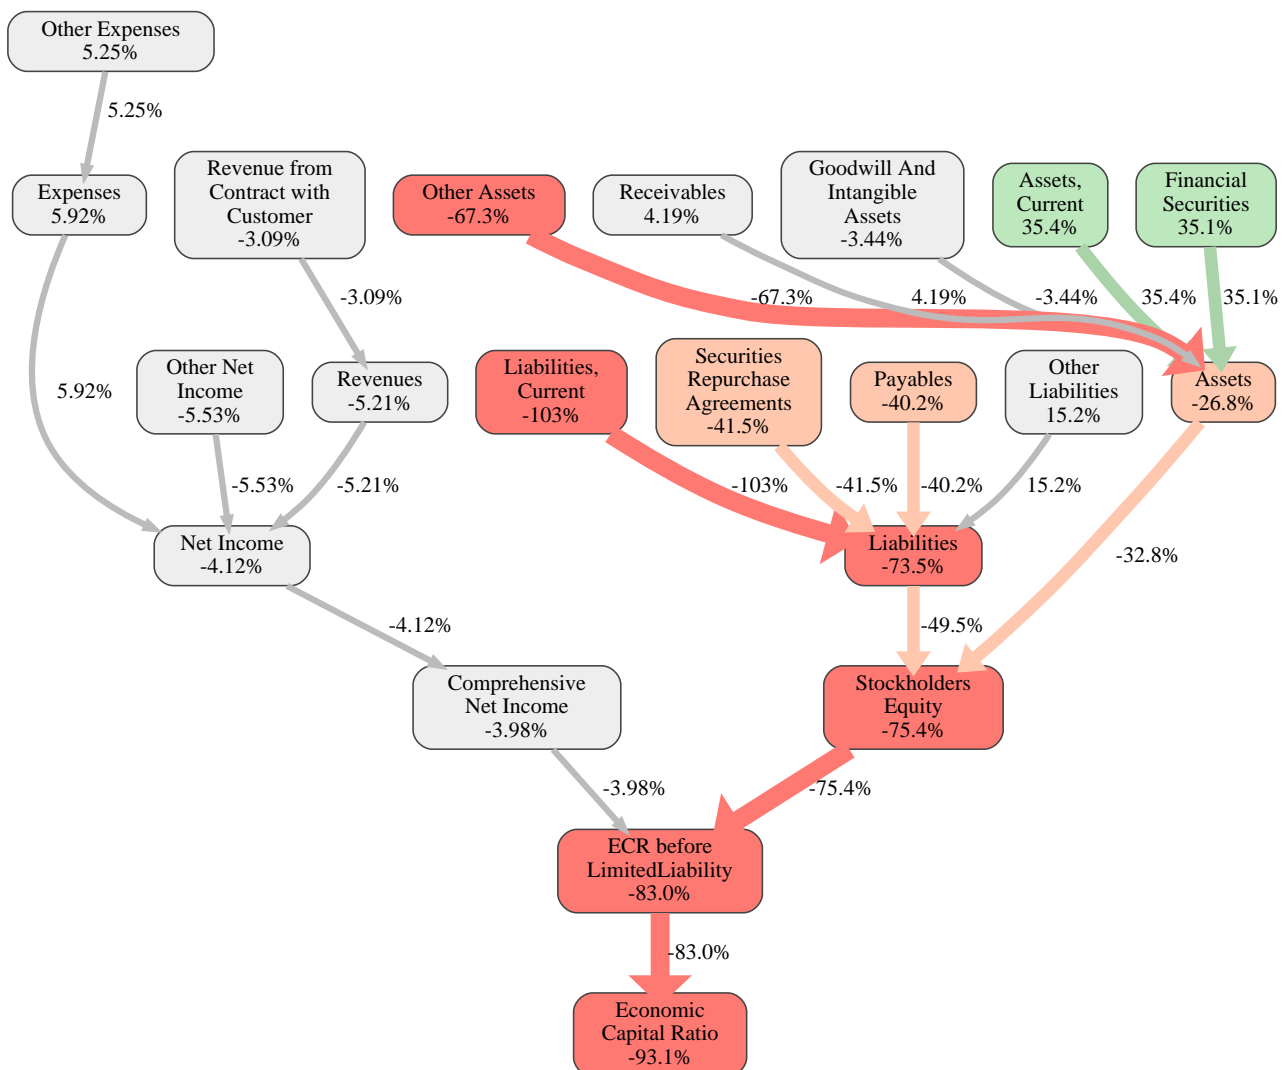 Other Expenses
5.25%
5.25%
Expenses
5.92%
Revenue from
Contract with
Customer
-3.09%
Other Assets
-67.3%
Receivables
4.19%
Goodwill And
Intangible
Assets
-3.44%
Assets,
Current
35.4%
Financial
Securities
35.1%
-3.09%
-67.3%
4.19%
-3.44%
35.4%
35.1%
5.92%
Other Net
Income
-5.53%
Revenues
-5.21%
Liabilities,
Current
-103%
Securities
Repurchase
Agreements
-41.5%
Payables
-40.2%
Other
Liabilities
15.2%
Assets
-26.8%
-5.53%
-5.21%
-103%
-41.5%
-40.2%
15.2%
-32.8%
Net Income
-4.12%
Liabilities
-73.5%
-4.12%
-49.5%
Comprehensive
Net Income
-3.98%
Stockholders
Equity
-75.4%
-3.98%
-75.4%
ECR before
LimitedLiability
-83.0%
-83.0%
Economic
Capital Ratio
-93.1%